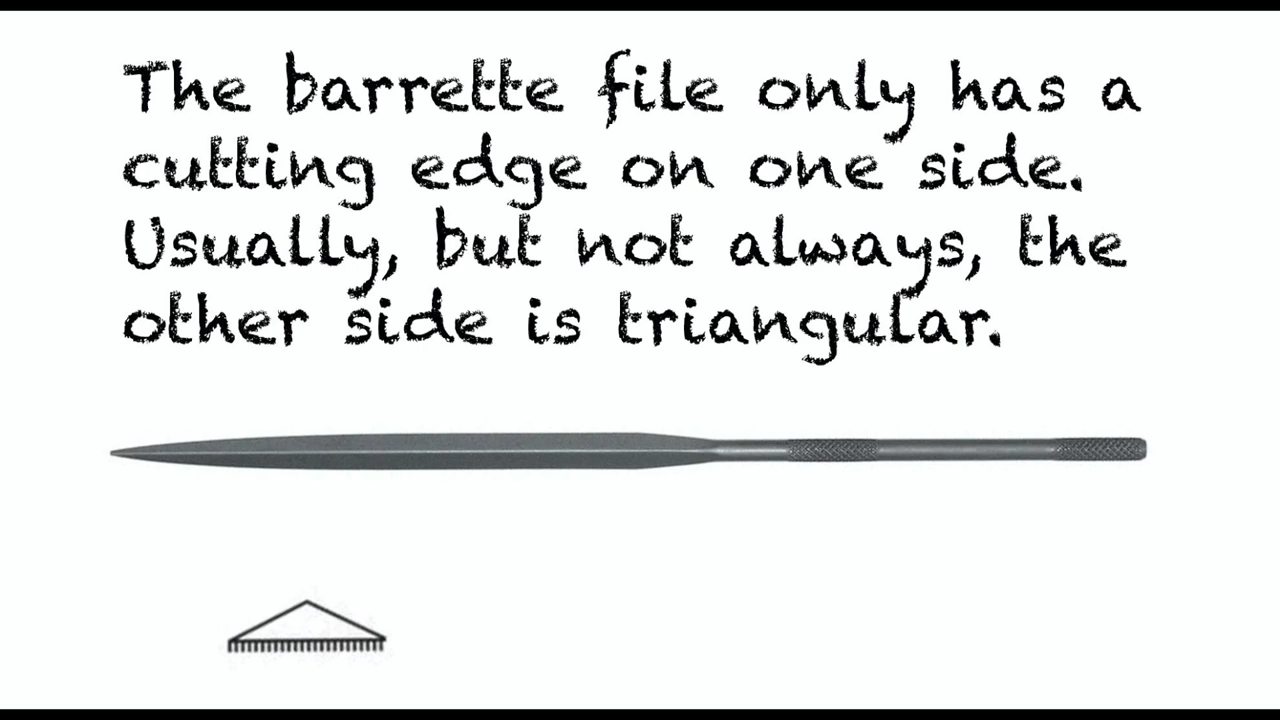 The barrette file only has a
cutting edge on one side.
Usually, but not always, the
other side is triangular.